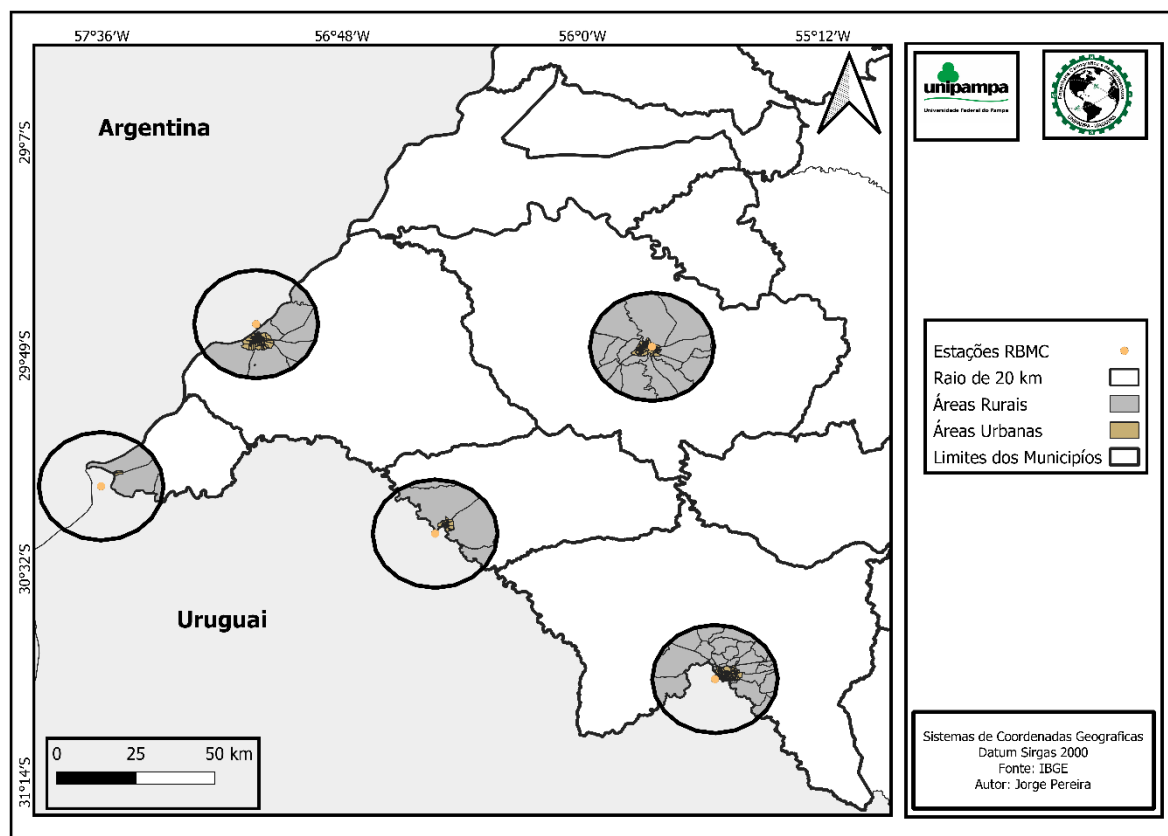 57°36'W 56°48'W 56°0'W 55°12'W
29°7'S
29°49'S
30°32'S
31°14'S
Argentina
Uruguai
0 25 50 km
unipampa
Universidade Federal do Pampa
Estações RBMC
Raio de 20 km
Áreas Rurais
Áreas Urbanas
Limites dos Municipíos
Sistemas de Coordenadas Geograficas
Datum Sirgas 2000
Fonte: IBGE
Autor: Jorge Pereira